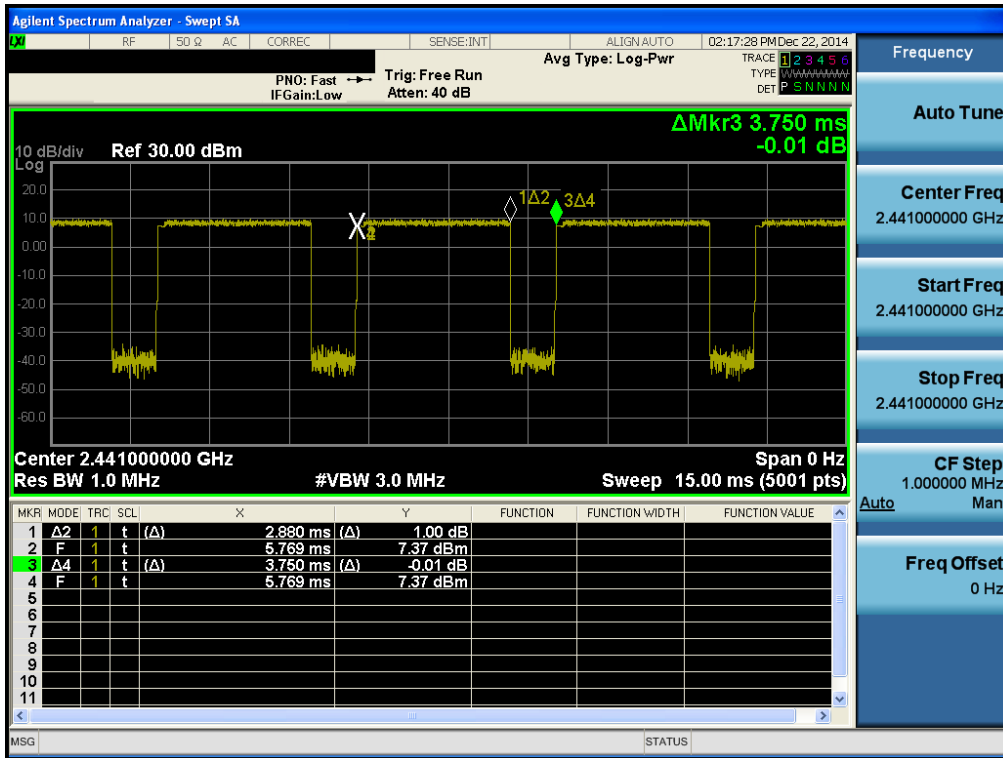 Agilent Spectrum Analyzer - Swept SA
LXI RF 50 Ω AC CORREC SENSE:INT ALIGN AUTO 02:17:28 PM Dec 22, 2014
Frequency
Avg Type: Log-Pwr
TRACE 1 2 3 4 5 6
PNO: Fast Trig: Free Run
TYPE WWWWWW
IFGain:Low Atten: 40 dB
DET P S N N N N
Auto Tune
ΔMkr3 3.750 ms
-0.01 dB
10 dB/div Ref 30.00 dBm
Log
20.0
10.0
0.00
-10.0
-20.0
-30.0
-40.0
-50.0
-60.0
1Δ2 3Δ4
X
Center 2.441000000 GHz Span 0 Hz
Res BW 1.0 MHz #VBW 3.0 MHz Sweep 15.00 ms (5001 pts)
Center Freq
2.441000000 GHz
Start Freq
2.441000000 GHz
Stop Freq
2.441000000 GHz
CF Step
1.000000 MHz
Auto Man
Freq Offset
0 Hz
MKR MODE TRC SCL X Y FUNCTION FUNCTION WIDTH FUNCTION VALUE
1 Δ2 1 t (Δ) 2.880 ms (Δ) 1.00 dB
2 F 1 t 5.769 ms 7.37 dBm
3 Δ4 1 t (Δ) 3.750 ms (Δ) -0.01 dB
4 F 1 t 5.769 ms 7.37 dBm
5
6
7
8
9
10
11
MSG STATUS